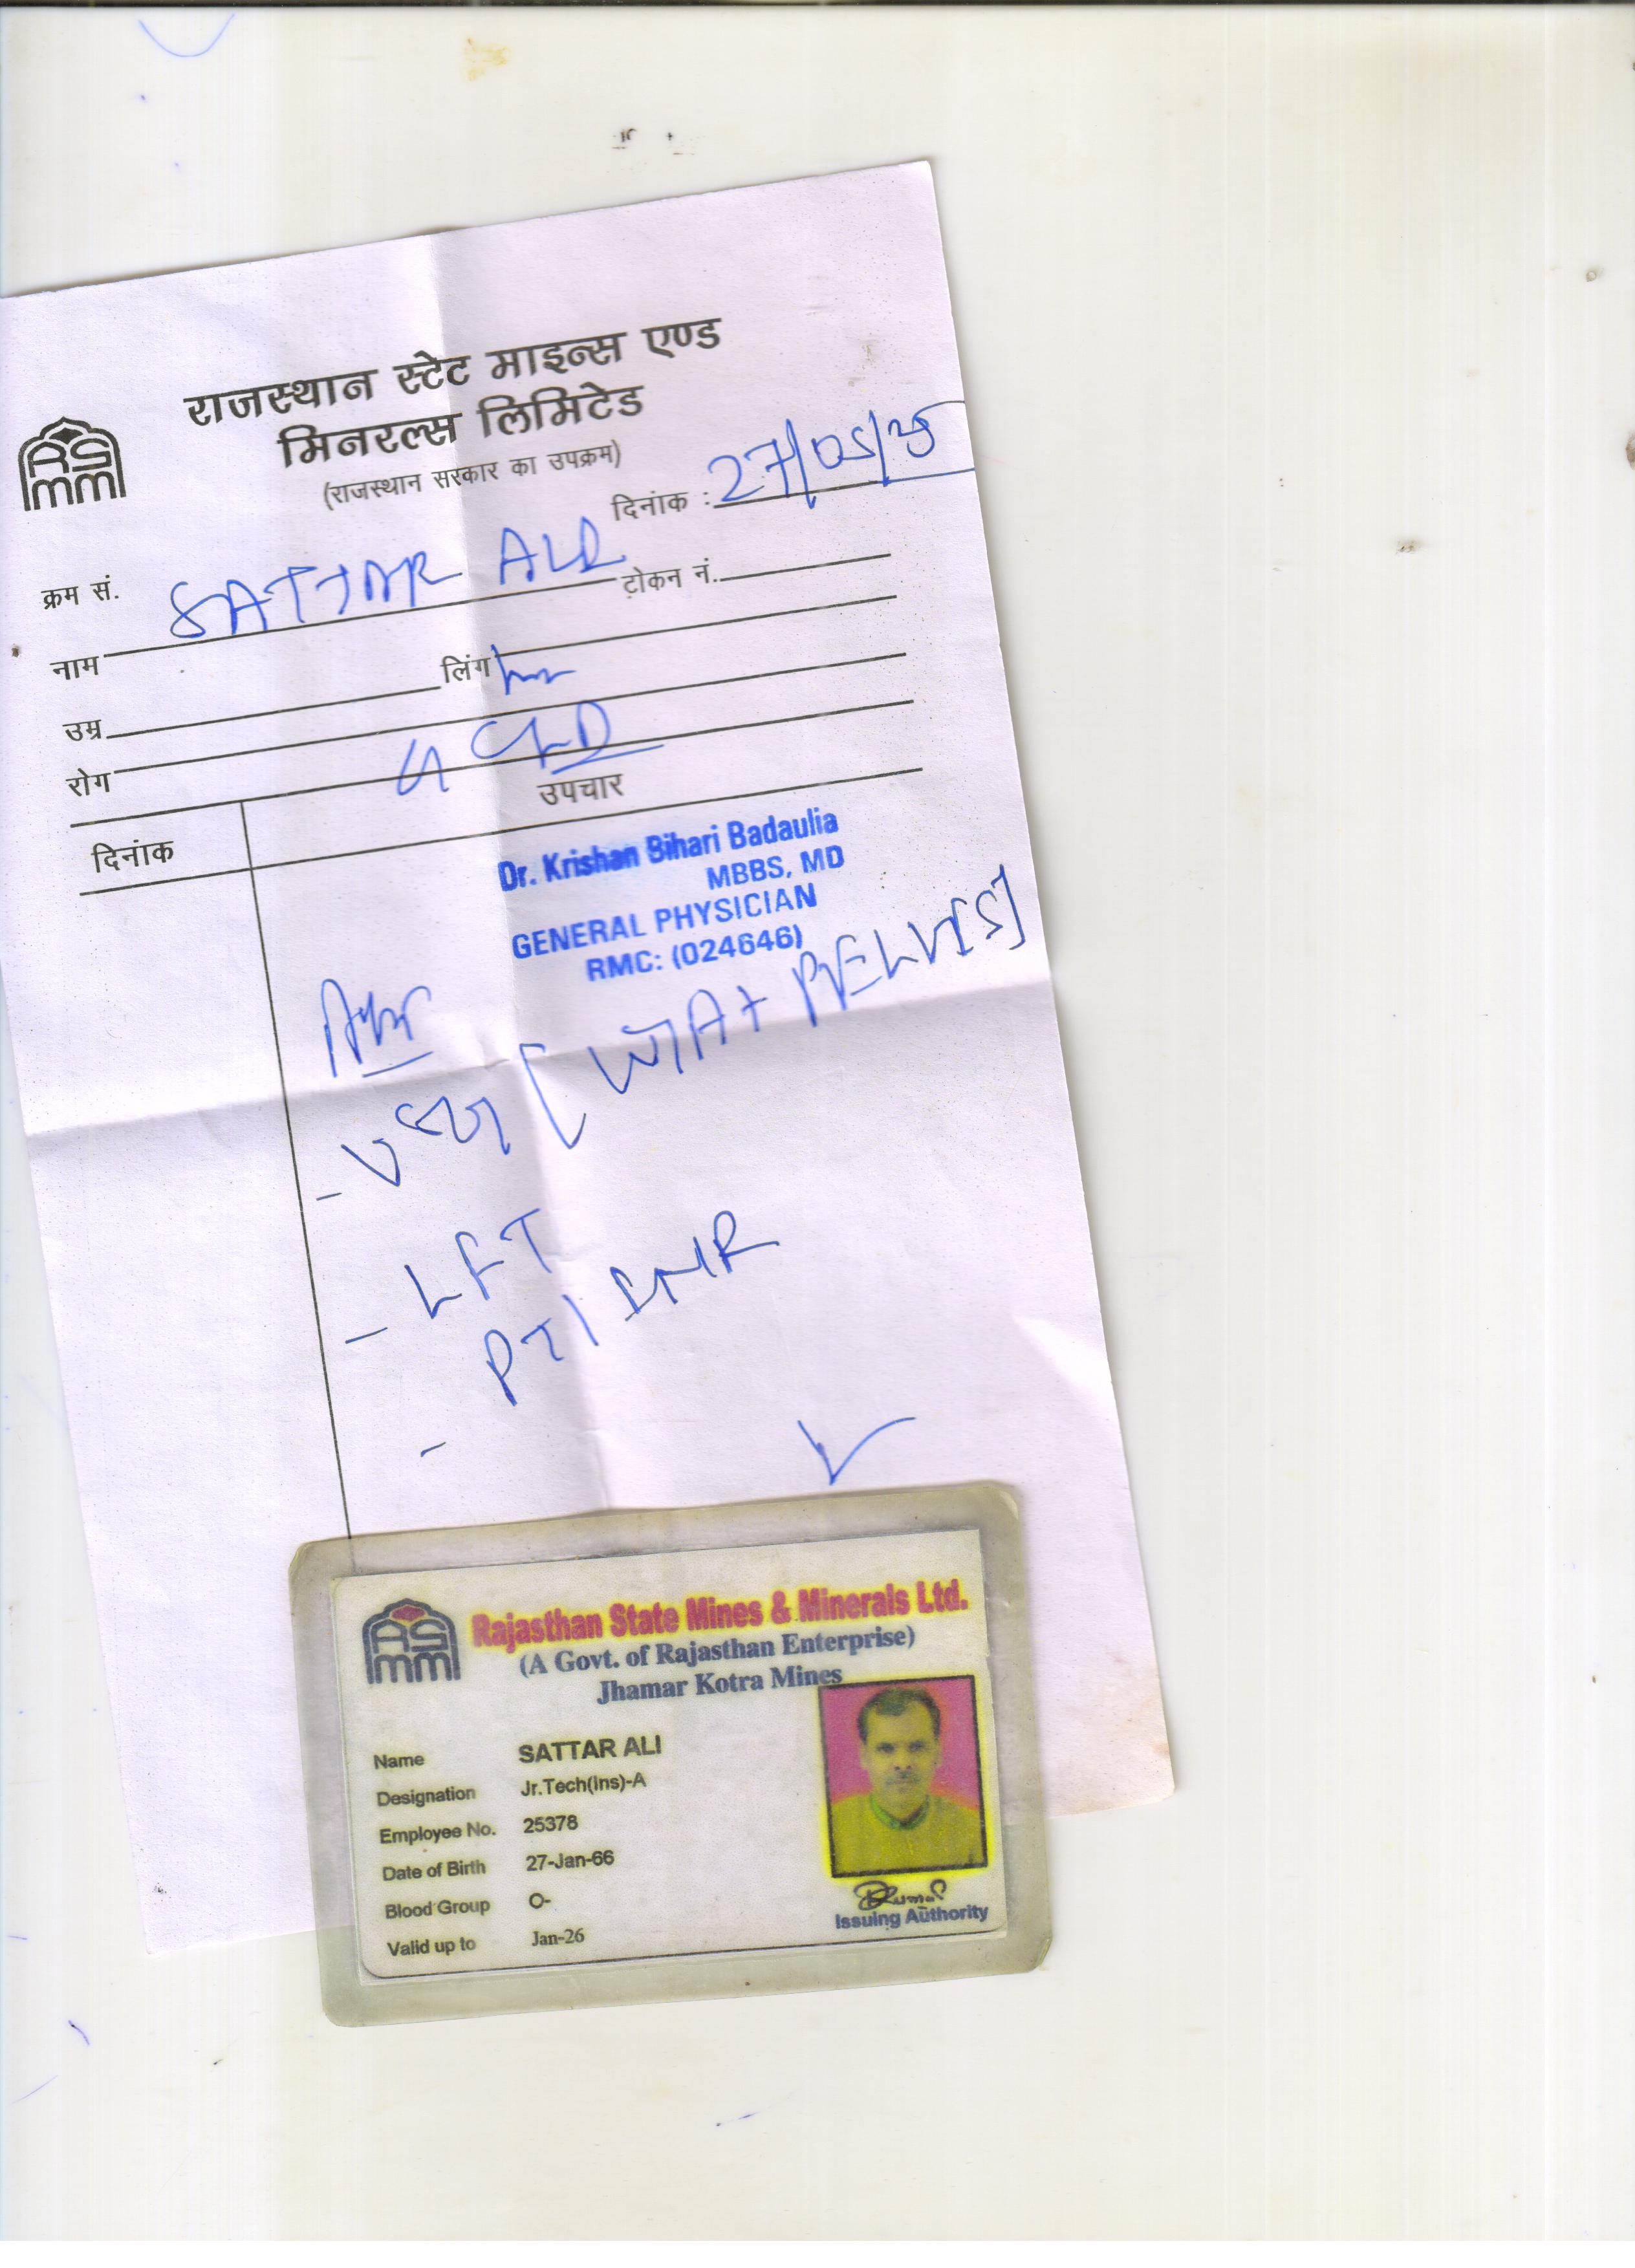 राजस्थान स्टेट माइन्स एण्ड
मिनरल्स लिमिटेड
(राजस्थान सरकार का उपक्रम)
RSMM
दिनांक : 27/05/25
क्रम सं.
टोकन नं.
नाम SATTAR ALI
उम्र लिंग
रोग
दिनांक उपचार
Dr. Krishan Bihari Badaulia
MBBS, MD
GENERAL PHYSICIAN
RMC: (024646)
[ W/A + PELVIS]
- LFT
PT/INR
-
RSMM
Rajasthan State Mines & Minerals Ltd.
(A Govt. of Rajasthan Enterprise)
Jhamar Kotra Mines
Name SATTAR ALI
Designation Jr.Tech(Ins)-A
Employee No. 25378
Date of Birth 27-Jan-66
Blood Group O-
Valid up to Jan-26
Issuing Authority